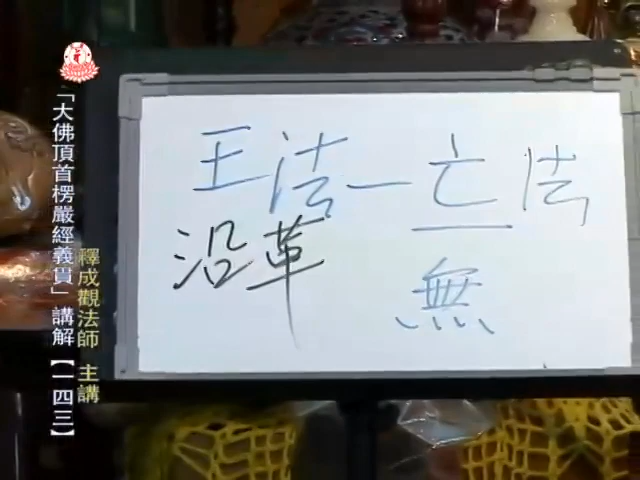 「大佛頂首楞嚴經義貫」講解【一四三】
釋成觀法師 主講
王法一亡法
沿革
無